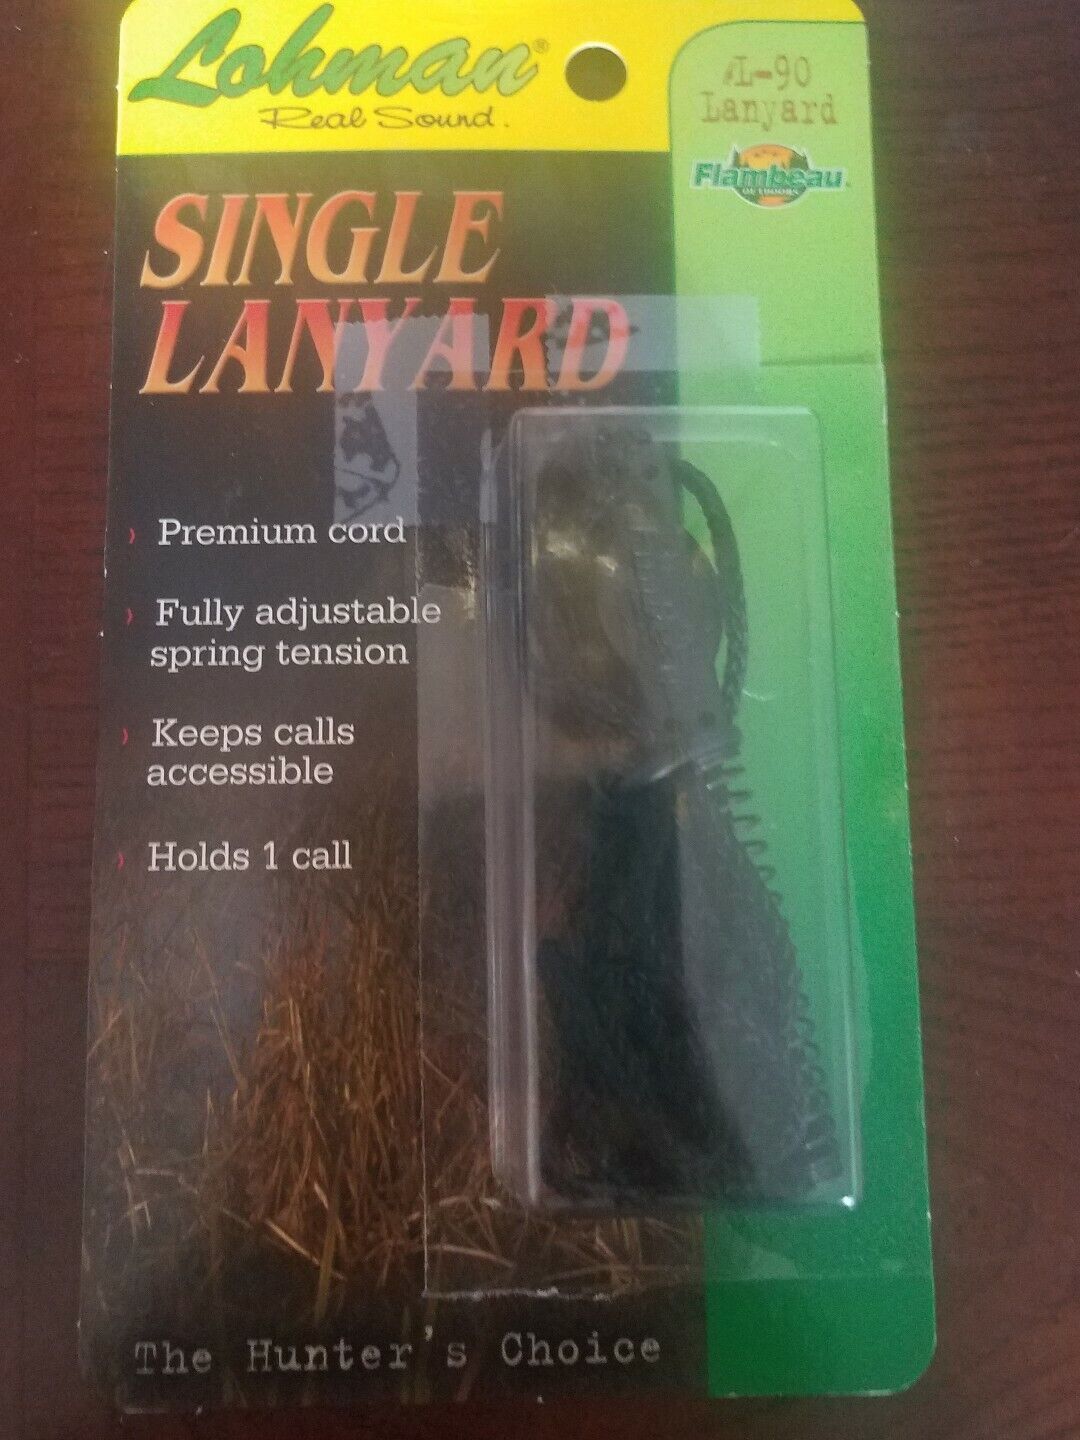 Lohman®
Real Sound.
L-90
Lanyard
Flambeau
OUTDOORS
SINGLE
LANYARD
Premium cord
Fully adjustable
spring tension
Keeps calls
accessible
Holds 1 call
The Hunter's Choice